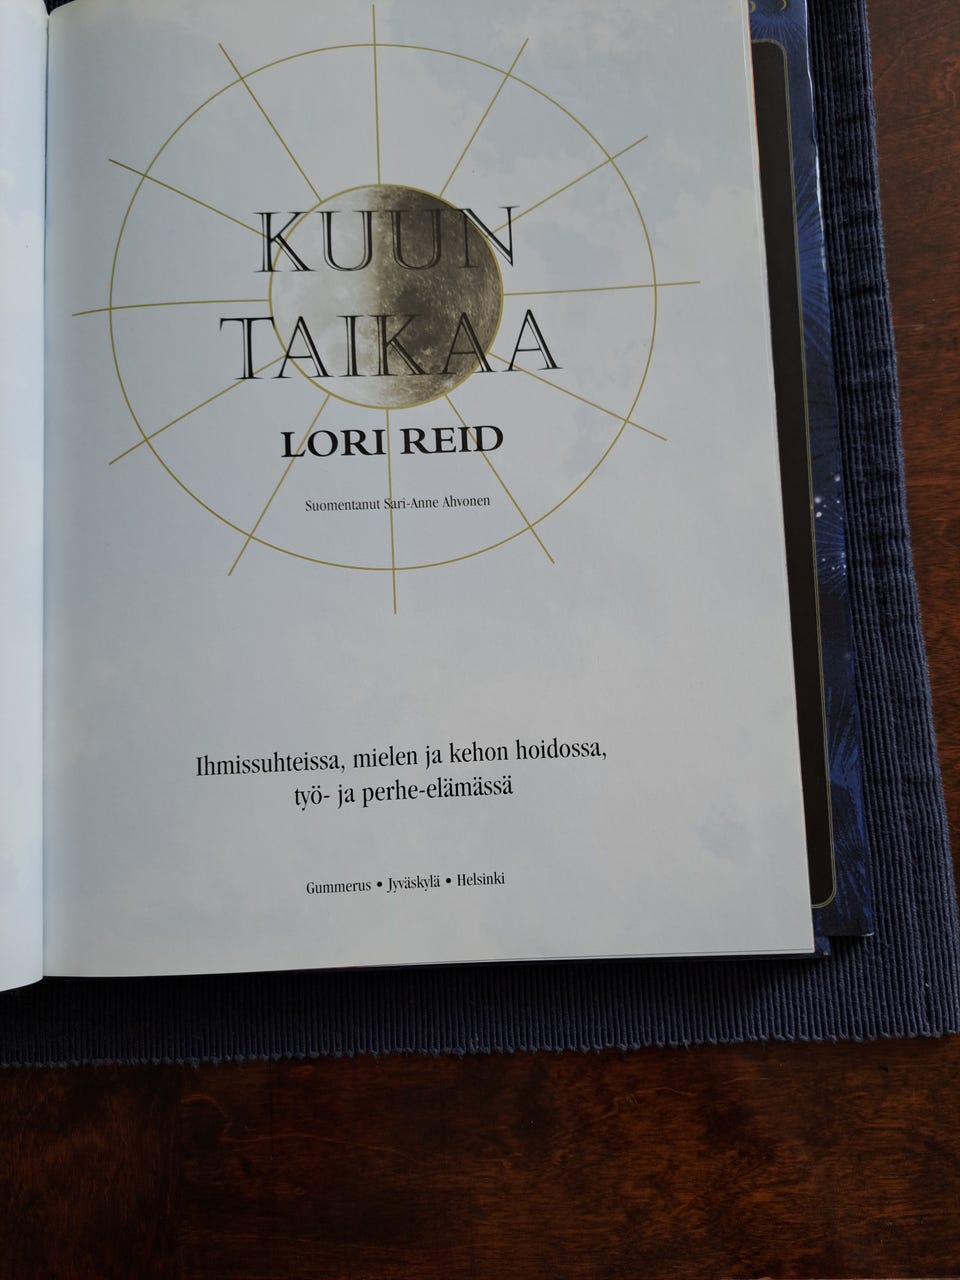 KUUN
TAIKAA
LORI REID
Suomentanut Sari-Anne Ahvonen
Ihmissuhteissa, mielen ja kehon hoidossa,
työ- ja perhe-elämässä
Gummerus • Jyväskylä • Helsinki